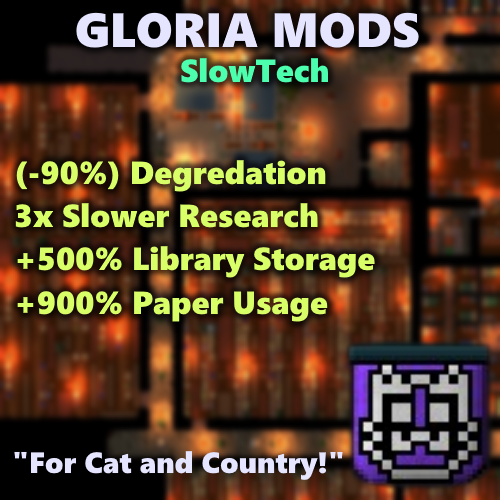 GLORIA MODS
SlowTech
(-90%) Degredation
3x Slower Research
+500% Library Storage
+900% Paper Usage
"For Cat and Country!"